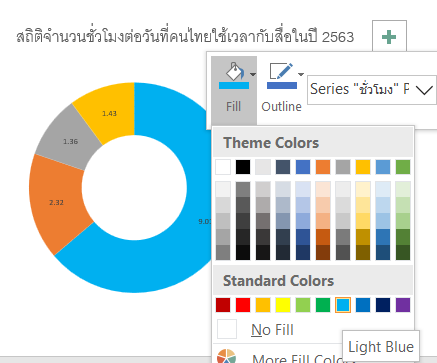 สถิติจำนวนชั่วโมงต่อวันที่คนไทยใช้เวลากับสื่อในปี 2563
Fill
Outline
Series "ชั่วโมง" P
1.43
1.36
2.32
Theme Colors
Standard Colors
No Fill
Light Blue
More Fill Colors